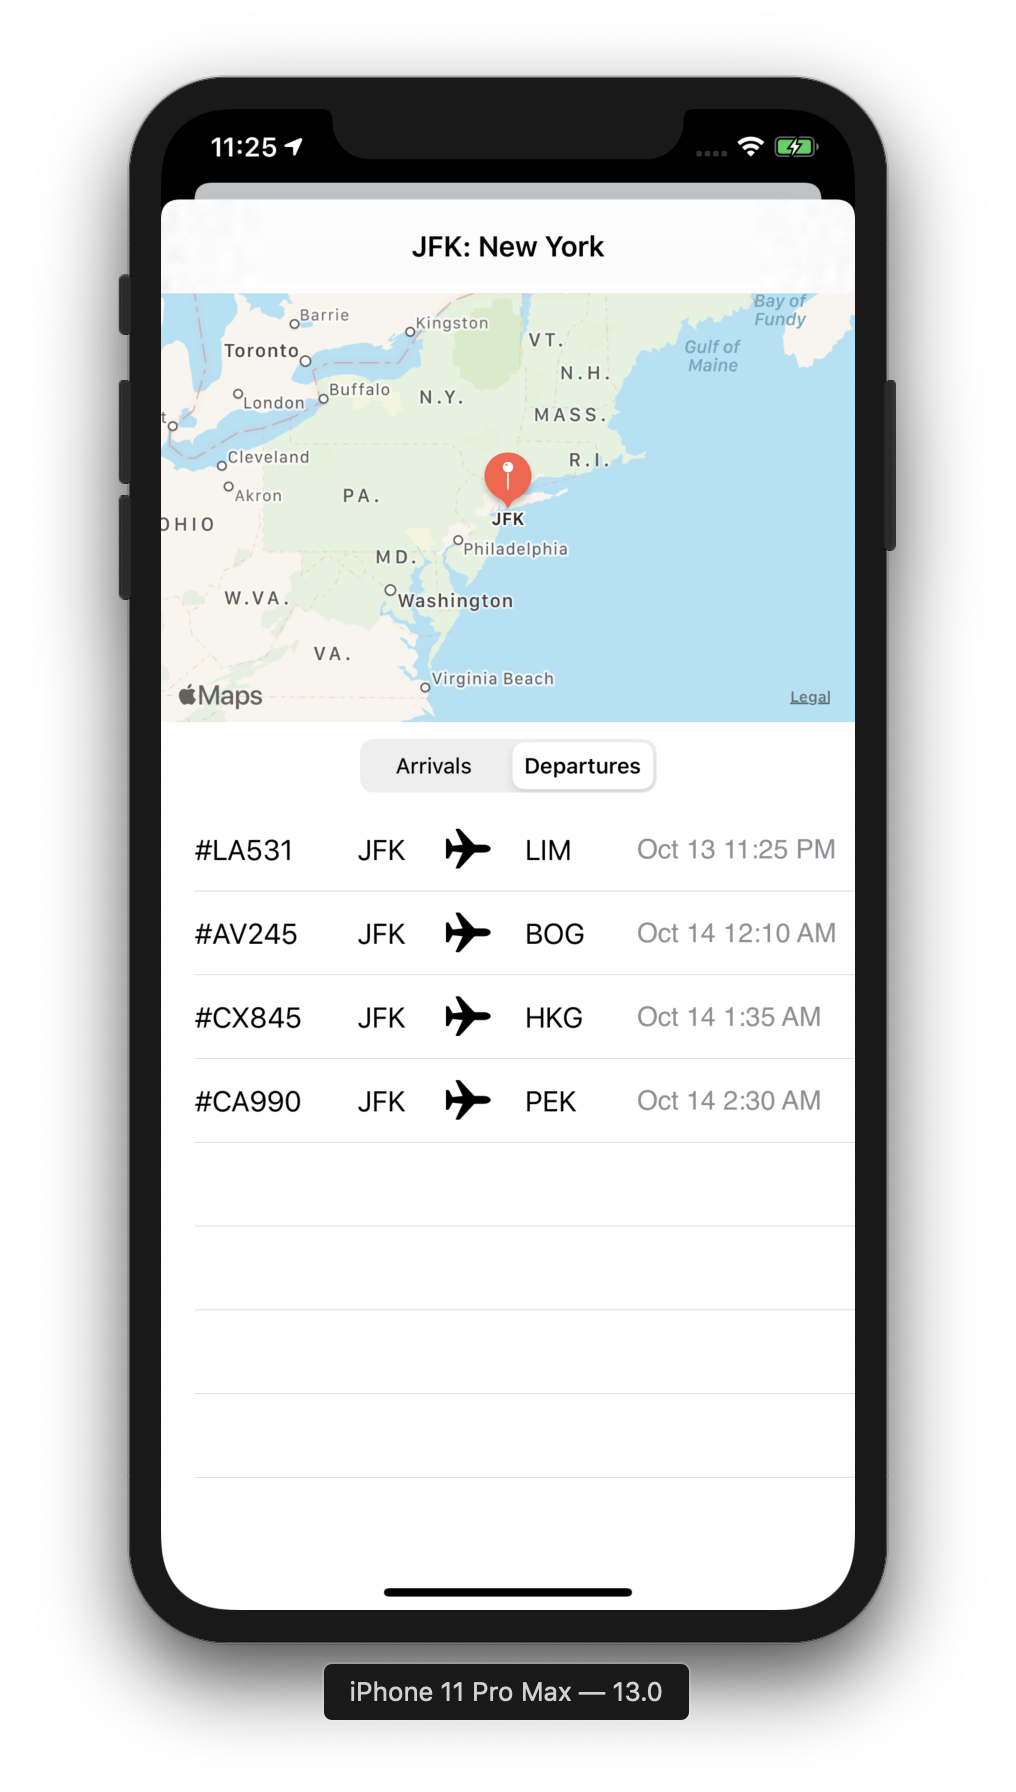 11:25
JFK: New York
Bay of
Fundy
Barrie
Kingston
Toronto
VT.
Gulf of
Maine
N.H.
Buffalo
N.Y.
London
MASS.
t
Cleveland
R.I.
Akron
PA.
JFK
OHIO
Philadelphia
MD.
W.VA.
Washington
VA.
Virginia Beach
Maps
Legal
Arrivals Departures
#LA531 JFK LIM Oct 13 11:25 PM
#AV245 JFK BOG Oct 14 12:10 AM
#CX845 JFK HKG Oct 14 1:35 AM
#CA990 JFK PEK Oct 14 2:30 AM
iPhone 11 Pro Max — 13.0